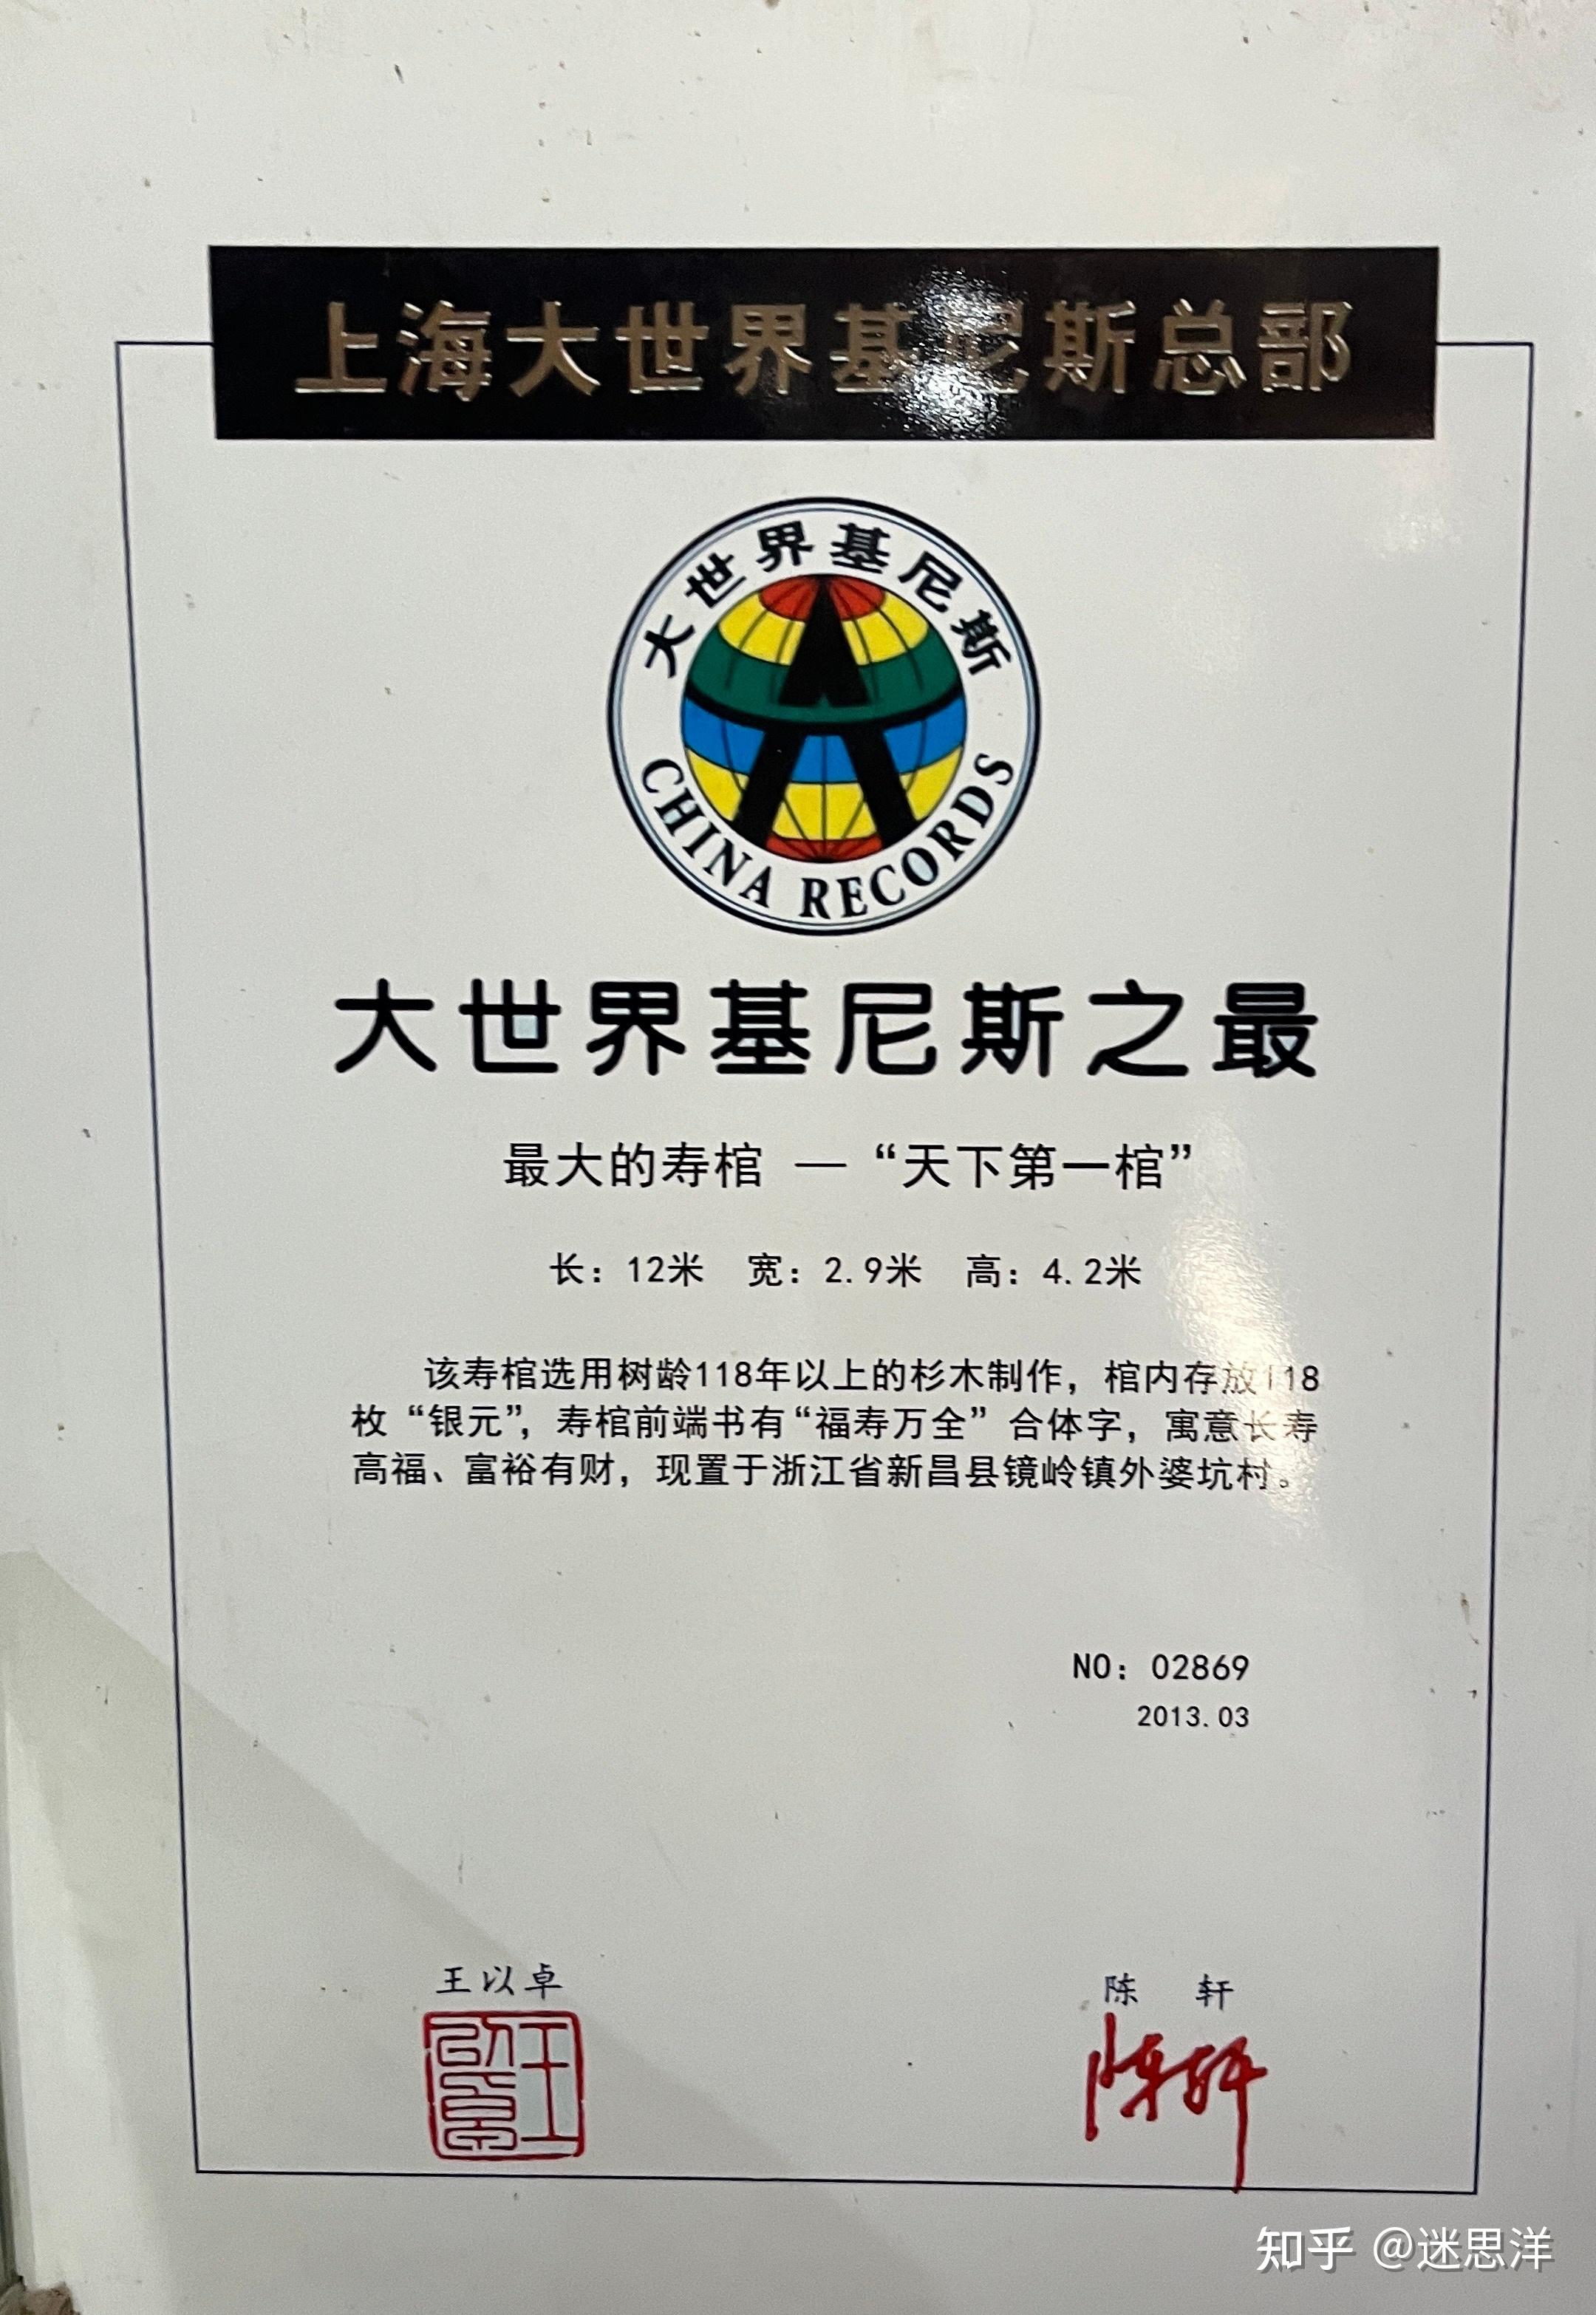 上海大世界基尼斯总部
大世界基尼斯
CHINA RECORDS
大世界基尼斯之最
最大的寿棺 — “天下第一棺”
长：12米 宽：2.9米 高：4.2米
该寿棺选用树龄118年以上的杉木制作，棺内存放118
枚“银元”，寿棺前端书有“福寿万全”合体字，寓意长寿
高福、富裕有财，现置于浙江省新昌县镜岭镇外婆坑村。
NO：02869
2013.03
王以卓
陈 轩
陈轩
知乎 @迷思洋